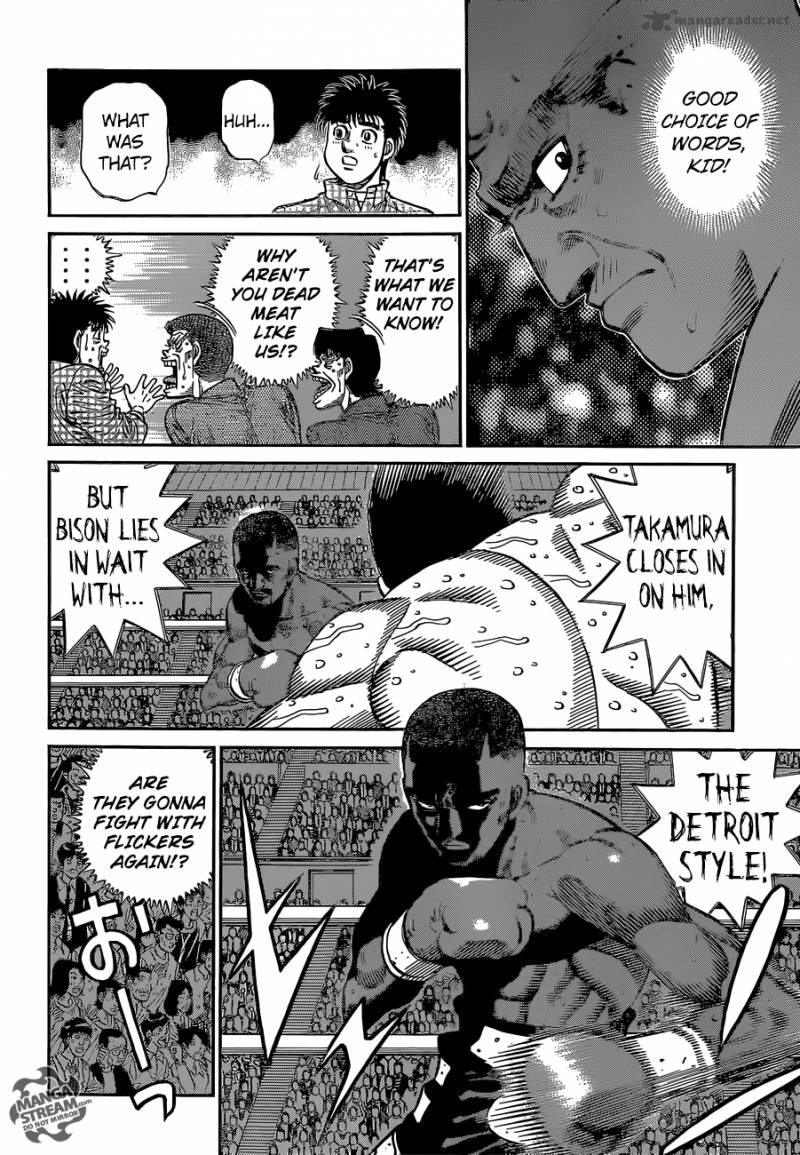 mangareader.net
GOOD
CHOICE OF
WORDS,
KID!
HUH...
WHAT
WAS
THAT?
THAT'S
WHAT WE
WANT TO
KNOW!
WHY
AREN'T
YOU DEAD
MEAT
LIKE
US!?
......
TAKAMURA
CLOSES IN
ON HIM,
BUT
BISON LIES
IN WAIT
WITH...
THE
DETROIT
STYLE!
ARE
THEY GONNA
FIGHT WITH
FLICKERS
AGAIN!?
おーっ
MANGA
STREAM.com
DO NOT MIRROR